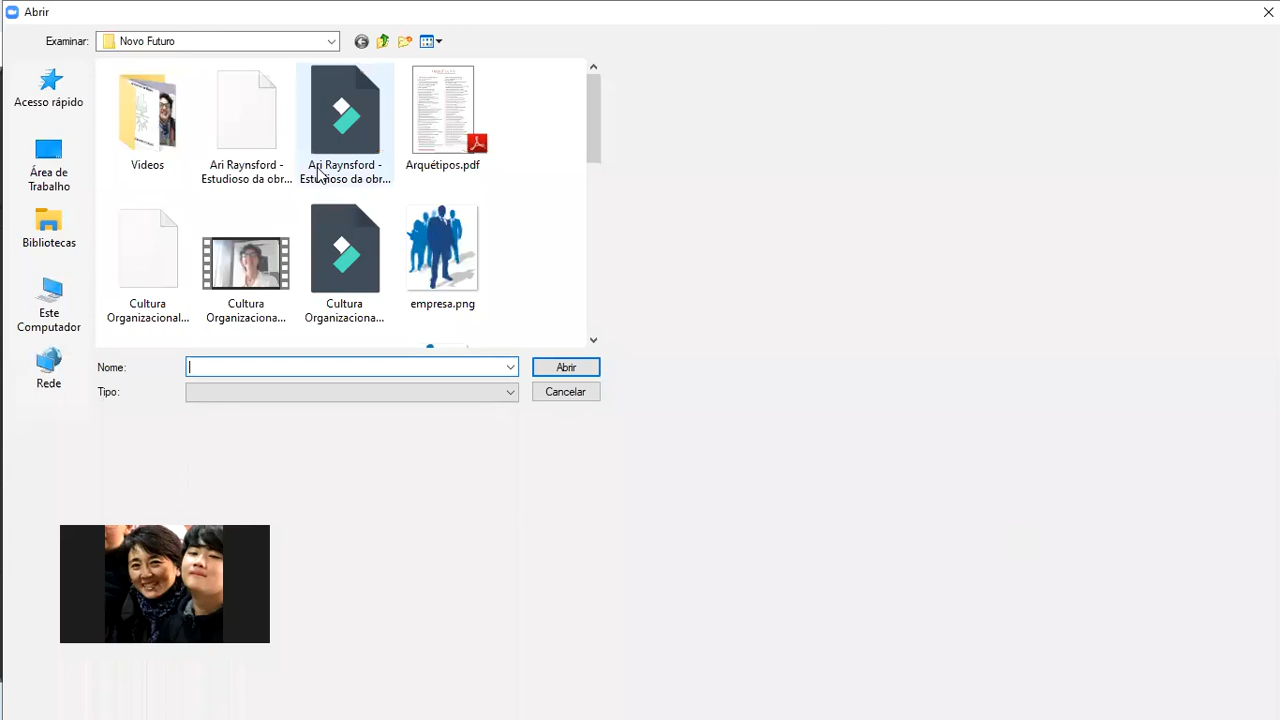 Abrir
Examinar:
Novo Futuro
Acesso rápido
Área de
Trabalho
Bibliotecas
Este
Computador
Rede
Videos
Ari Raynsford -
Estudioso da obr...
Ari Raynsford -
Estudioso da obr...
Arquétipos.pdf
Cultura
Organizacional...
Cultura
Organizaciona...
Cultura
Organizaciona...
empresa.png
Nome:
Abrir
Tipo:
Cancelar